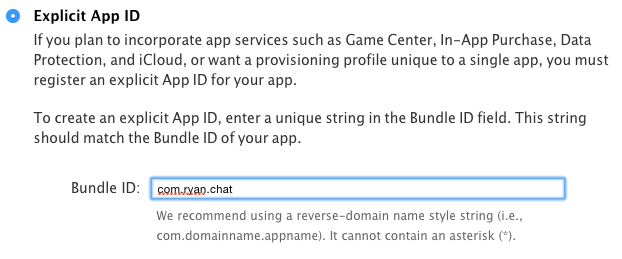 Explicit App ID
If you plan to incorporate app services such as Game Center, In-App Purchase, Data
Protection, and iCloud, or want a provisioning profile unique to a single app, you must
register an explicit App ID for your app.
To create an explicit App ID, enter a unique string in the Bundle ID field. This string
should match the Bundle ID of your app.
Bundle ID: com.ryan.chat
We recommend using a reverse-domain name style string (i.e.,
com.domainname.appname). It cannot contain an asterisk (*).